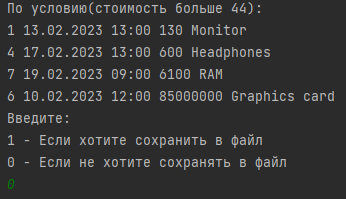 По условию(стоимость больше 44):
1 13.02.2023 13:00 130 Monitor
4 17.02.2023 13:00 600 Headphones
7 19.02.2023 09:00 6100 RAM
6 10.02.2023 12:00 85000000 Graphics card
Введите:
1 - Если хотите сохранить в файл
0 - Если не хотите сохранять в файл
0